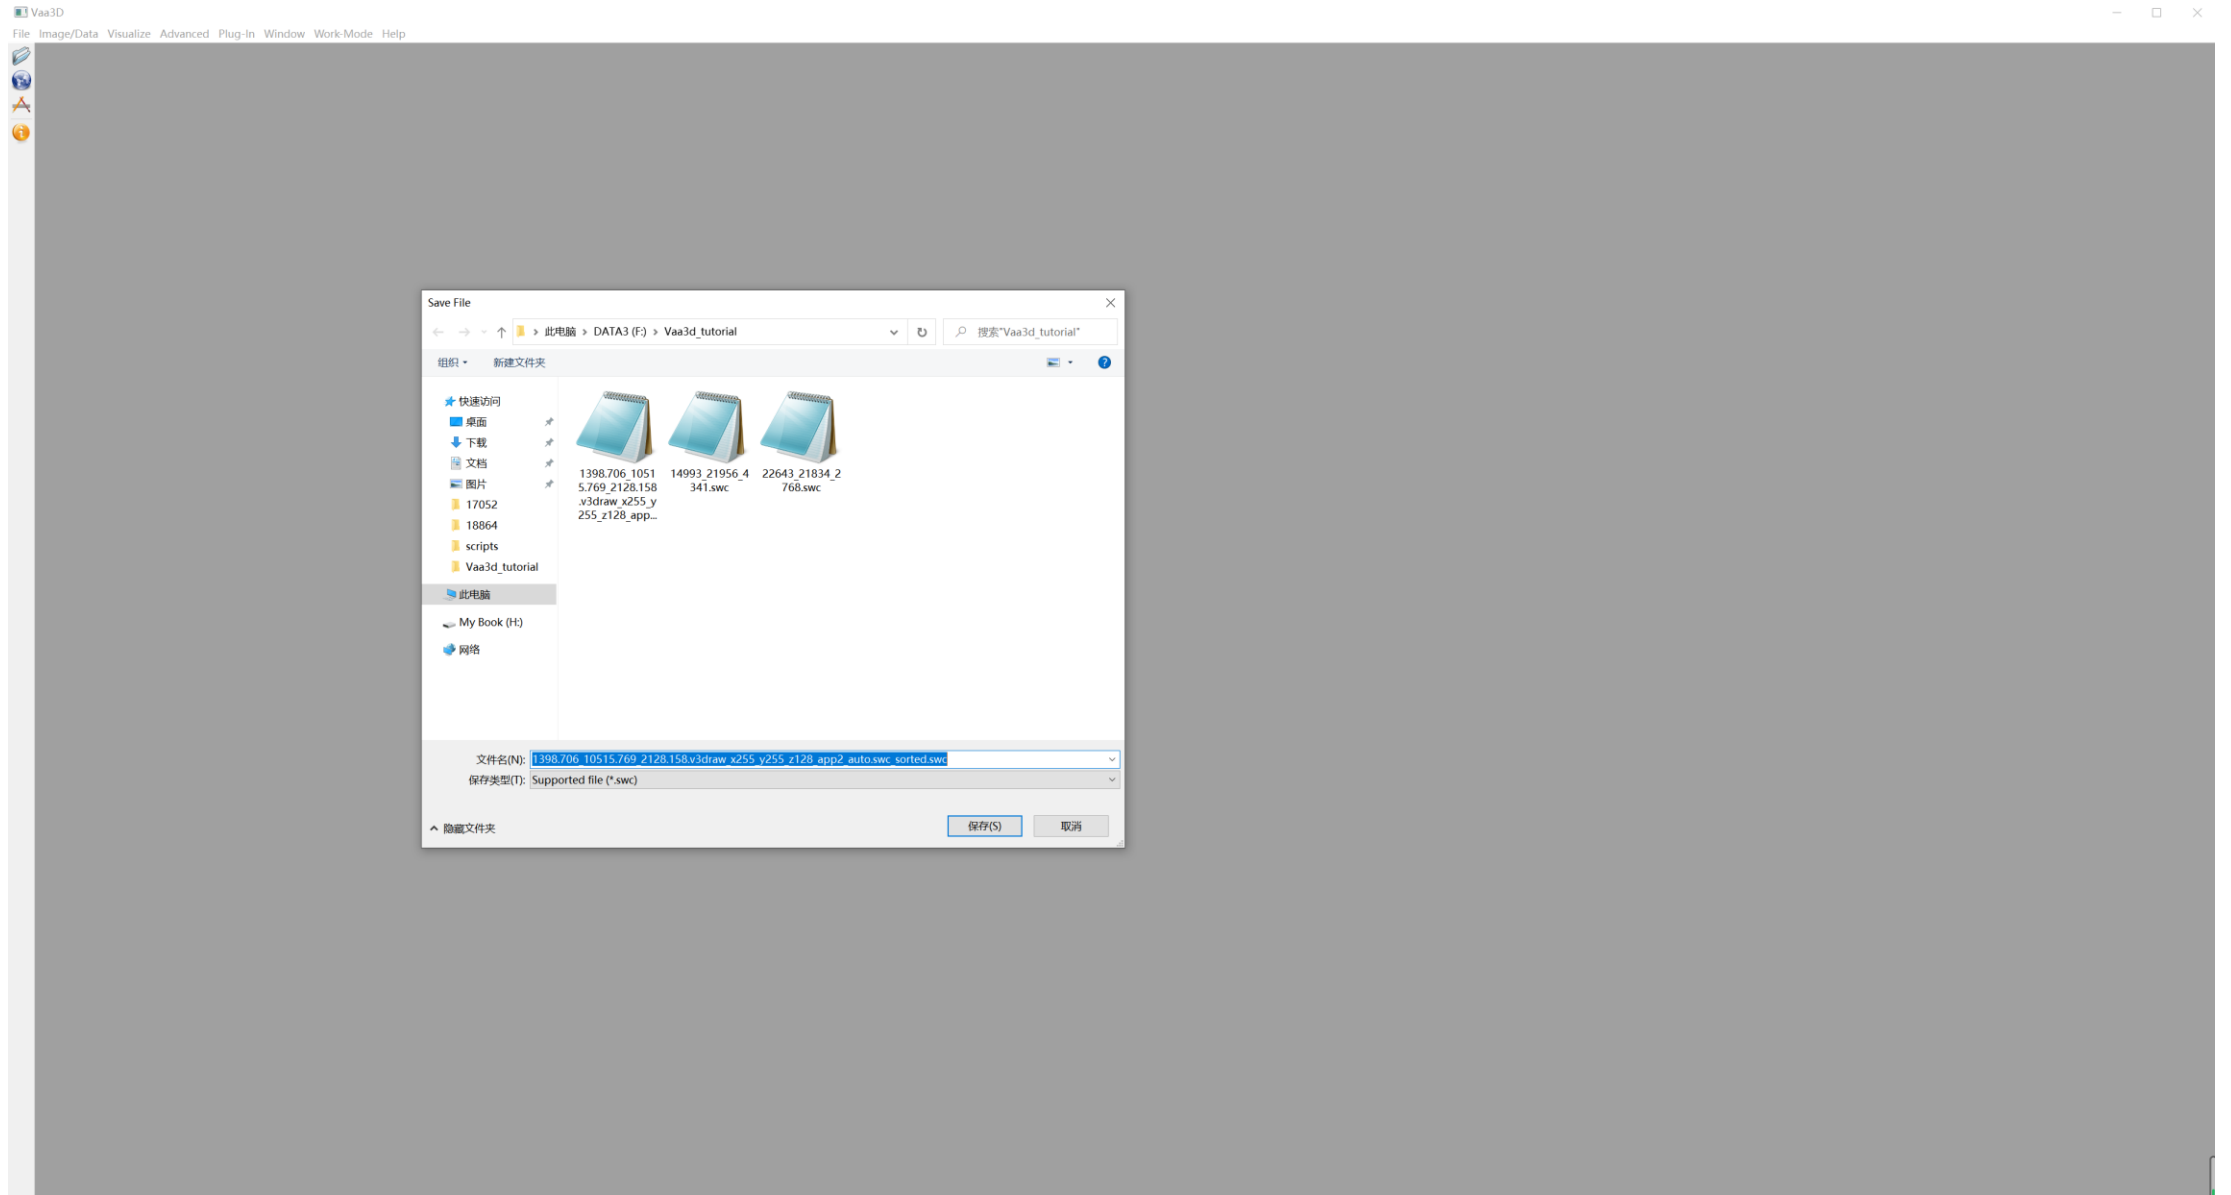 Vaa3D
File Image/Data Visualize Advanced Plug-In Window Work-Mode Help
Save File
此电脑 > DATA3 (F:) > Vaa3d_tutorial
搜索"Vaa3d_tutorial"
组织 新建文件夹
快速访问
桌面
下载
文档
图片
17052
18864
scripts
Vaa3d_tutorial
此电脑
My Book (H:)
网络
1398.706_1051
5.769_2128.158
.v3draw_x255_y
255_z128_app...
14993_21956_4
341.swc
22643_21834_2
768.swc
文件名(N): 1398.706_10515.769_2128.158.v3draw_x255_y255_z128_app2_auto.swc_sorted.swc
保存类型(T): Supported file (*.swc)
隐藏文件夹
保存(S) 取消